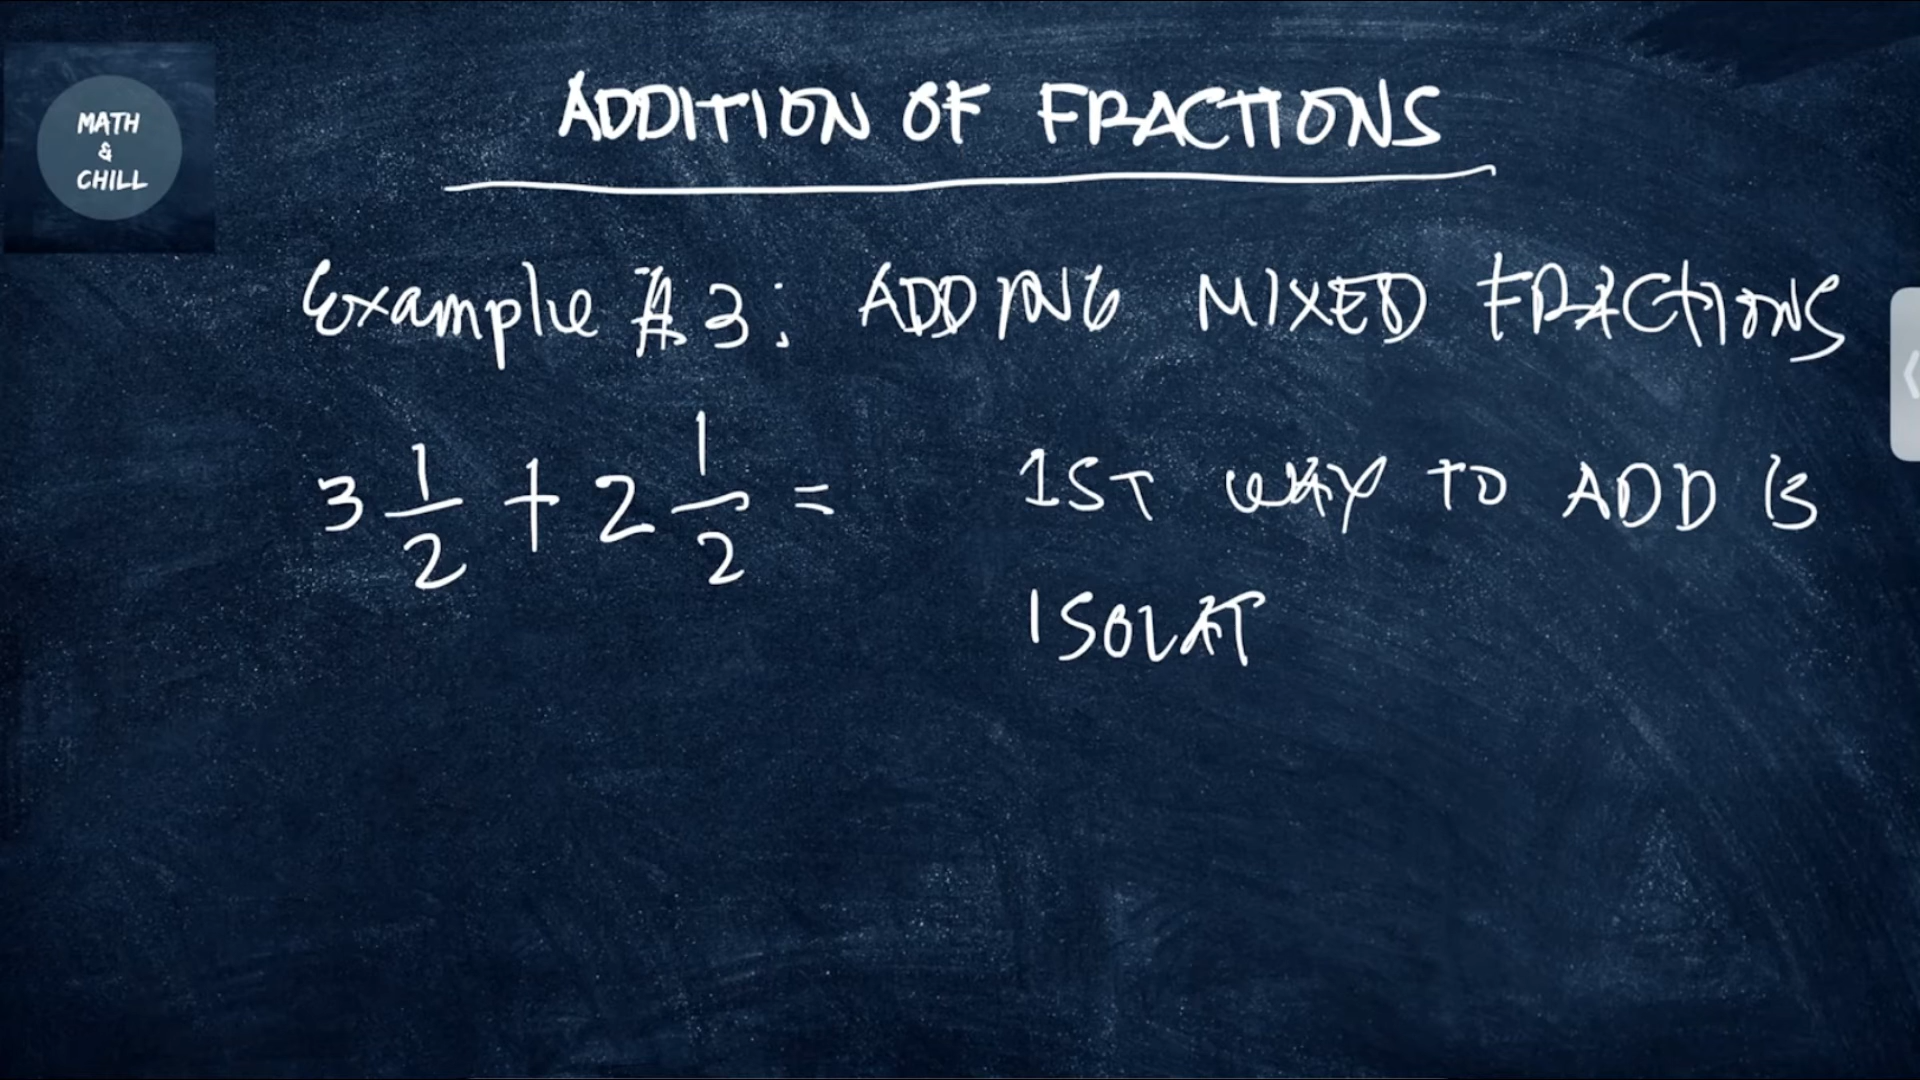 MATH
&
CHILL
ADDITION OF FRACTIONS
Example #3: ADDING MIXED FRACTIONS
3 1/2 + 2 1/2 =
1ST WAY TO ADD IS
ISOLAT